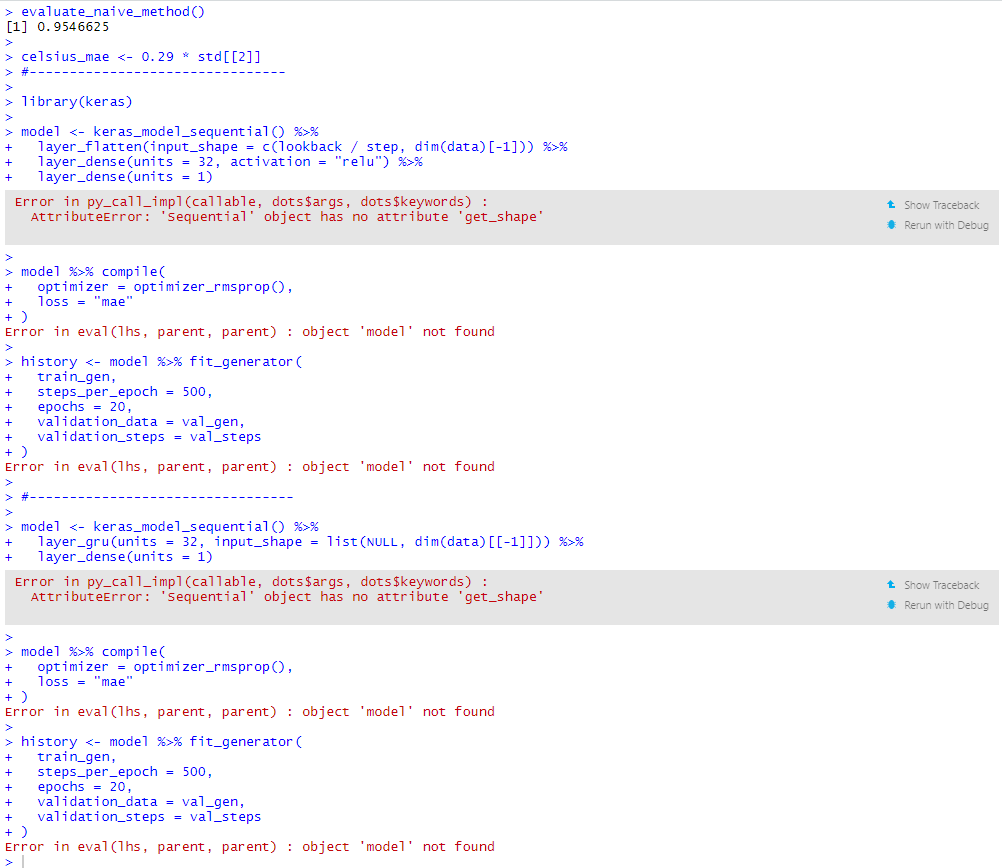 > evaluate_naive_method()
[1] 0.9546625
>
> celsius_mae <- 0.29 * std[[2]]
> #--------------------------------
>
> library(keras)
>
> model <- keras_model_sequential() %>%
+   layer_flatten(input_shape = c(lookback / step, dim(data)[-1])) %>%
+   layer_dense(units = 32, activation = "relu") %>%
+   layer_dense(units = 1)
Error in py_call_impl(callable, dots$args, dots$keywords) :
Show Traceback
AttributeError: 'Sequential' object has no attribute 'get_shape'
Rerun with Debug
>
> model %>% compile(
+   optimizer = optimizer_rmsprop(),
+   loss = "mae"
+ )
Error in eval(lhs, parent, parent) : object 'model' not found
>
> history <- model %>% fit_generator(
+   train_gen,
+   steps_per_epoch = 500,
+   epochs = 20,
+   validation_data = val_gen,
+   validation_steps = val_steps
+ )
Error in eval(lhs, parent, parent) : object 'model' not found
>
> #---------------------------------
>
> model <- keras_model_sequential() %>%
+   layer_gru(units = 32, input_shape = list(NULL, dim(data)[[-1]])) %>%
+   layer_dense(units = 1)
Error in py_call_impl(callable, dots$args, dots$keywords) :
Show Traceback
AttributeError: 'Sequential' object has no attribute 'get_shape'
Rerun with Debug
>
> model %>% compile(
+   optimizer = optimizer_rmsprop(),
+   loss = "mae"
+ )
Error in eval(lhs, parent, parent) : object 'model' not found
>
> history <- model %>% fit_generator(
+   train_gen,
+   steps_per_epoch = 500,
+   epochs = 20,
+   validation_data = val_gen,
+   validation_steps = val_steps
+ )
Error in eval(lhs, parent, parent) : object 'model' not found
>